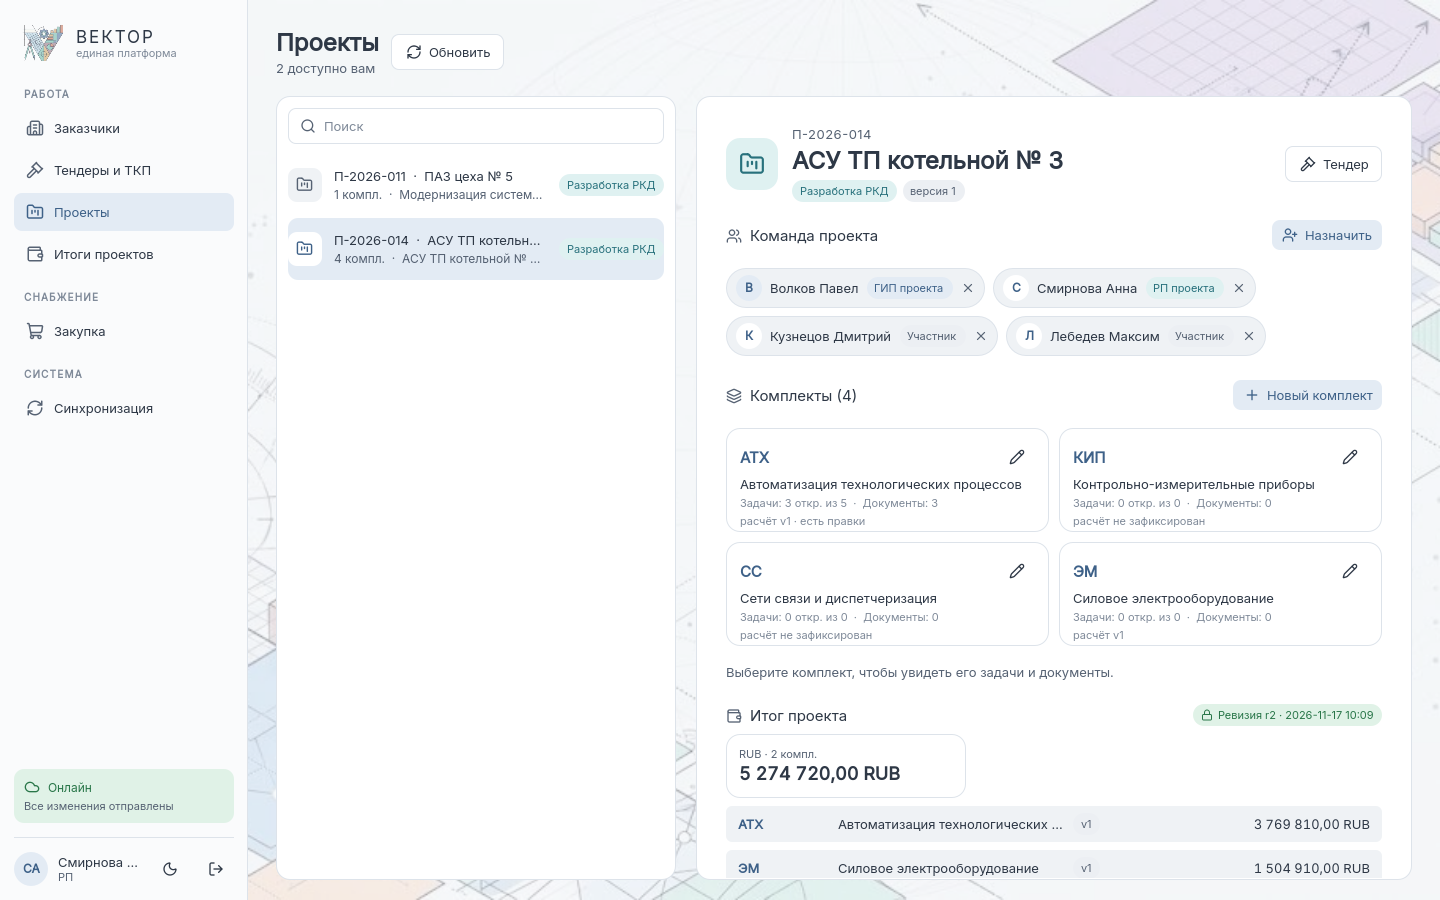 ВЕКТОР
единая платформа
РАБОТА
Заказчики
Тендеры и ТКП
Проекты
Итоги проектов
СНАБЖЕНИЕ
Закупка
СИСТЕМА
Синхронизация
Онлайн
Все изменения отправлены
СА
Смирнова ...
РП
Проекты
2 доступно вам
Обновить
Поиск
П-2026-011 · ПАЗ цеха № 5
1 компл. · Модернизация систем...
Разработка РКД
П-2026-014 · АСУ ТП котельн...
4 компл. · АСУ ТП котельной № ...
Разработка РКД
П-2026-014
АСУ ТП котельной № 3
Разработка РКД версия 1
Тендер
Команда проекта
Назначить
В Волков Павел ГИП проекта
С Смирнова Анна РП проекта
К Кузнецов Дмитрий Участник
Л Лебедев Максим Участник
Комплекты (4)
Новый комплект
АТХ
Автоматизация технологических процессов
Задачи: 3 откр. из 5 · Документы: 3
расчёт v1 · есть правки
КИП
Контрольно-измерительные приборы
Задачи: 0 откр. из 0 · Документы: 0
расчёт не зафиксирован
СС
Сети связи и диспетчеризация
Задачи: 0 откр. из 0 · Документы: 0
расчёт не зафиксирован
ЭМ
Силовое электрооборудование
Задачи: 0 откр. из 0 · Документы: 0
расчёт v1
Выберите комплект, чтобы увидеть его задачи и документы.
Итог проекта
Ревизия r2 · 2026-11-17 10:09
RUB · 2 компл.
5 274 720,00 RUB
АТХ Автоматизация технологических ... v1 3 769 810,00 RUB
ЭМ Силовое электрооборудование v1 1 504 910,00 RUB